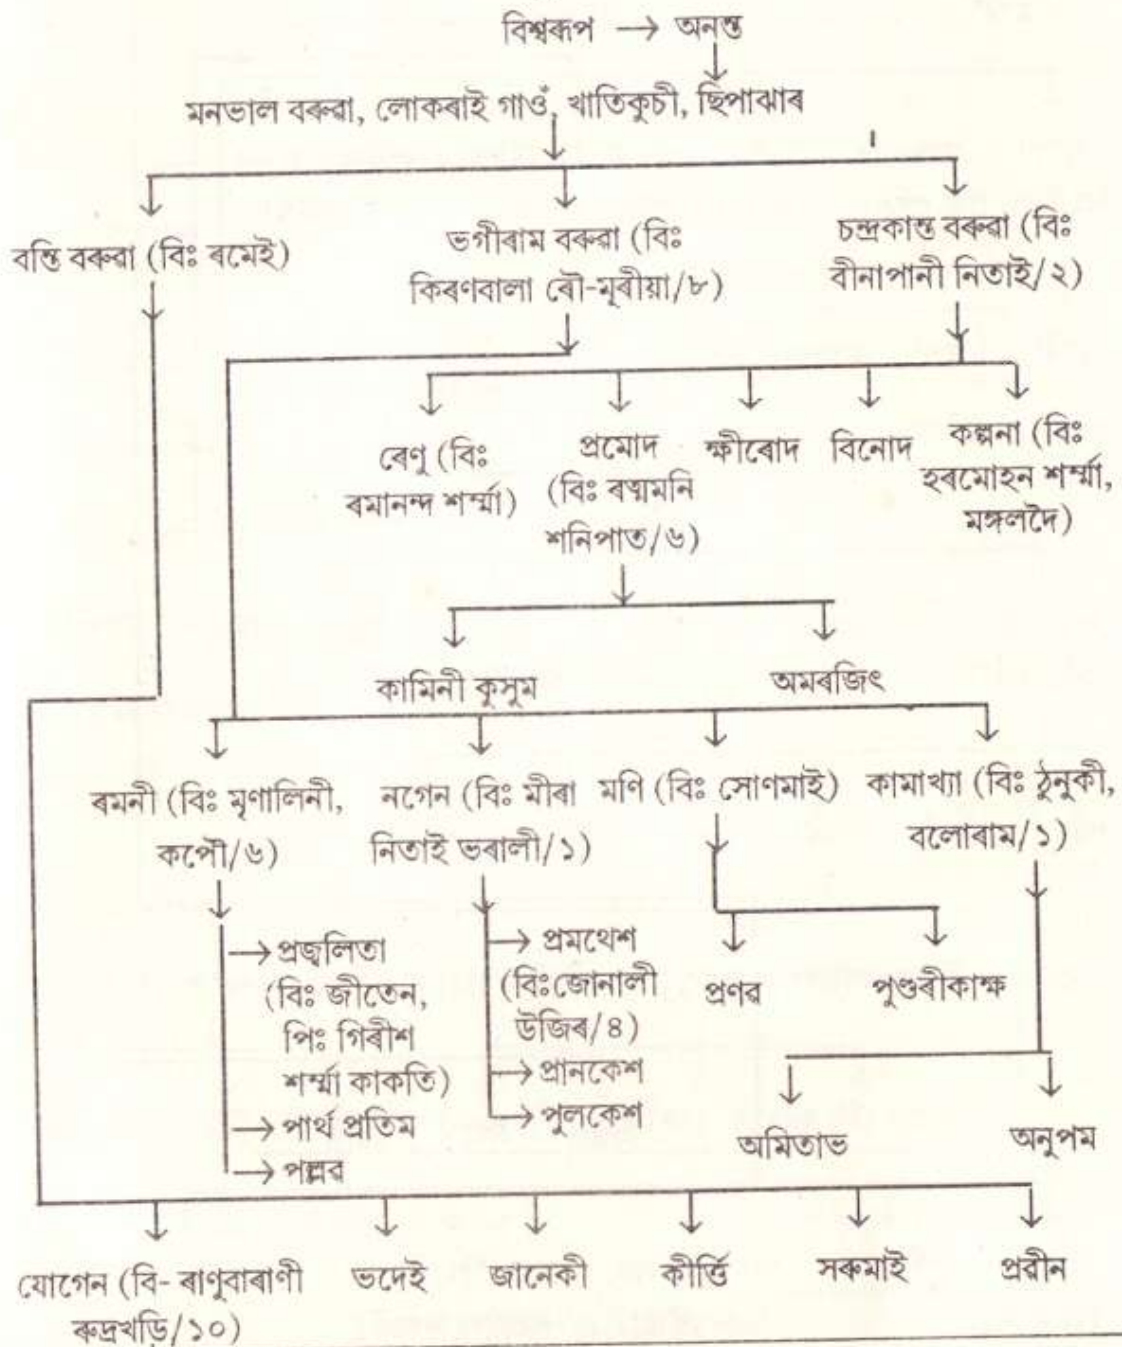 বিশ্বৰূপ → অনন্ত
মনভাল বৰুৱা, লোকৰাই গাওঁ, খাতিকুচী, ছিপাঝাৰ
বন্তি বৰুৱা (বিঃ ৰমেই)
ভগীৰাম বৰুৱা (বিঃ
কিৰণবালা ৰৌ-মূৰীয়া/৮)
চন্দ্ৰকান্ত বৰুৱা (বিঃ
বীনাপানী নিতাই/২)
ৰেণু (বিঃ
ৰমানন্দ শৰ্ম্মা)
প্ৰমোদ
(বিঃ ৰত্মমনি
শনিপাত/৬)
ক্ষীৰোদ
বিনোদ
কল্পনা (বিঃ
হৰমোহন শৰ্ম্মা,
মঙ্গলদৈ)
কামিনী কুসুম
অমৰজিৎ
ৰমনী (বিঃ মৃণালিনী,
কপৌ/৬)
নগেন (বিঃ মীৰা
নিতাই ভৰালী/১)
মণি (বিঃ সোণমাই)
কামাখ্যা (বিঃ ঠুনুকী,
বলোৰাম/১)
→ প্ৰজ্বলিতা
(বিঃ জীতেন,
পিঃ গিৰীশ
শৰ্ম্মা কাকতি)
→ পাৰ্থ প্ৰতিম
→ পল্লৱ
→ প্ৰমথেশ
(বিঃজোনালী
উজিৰ/৪)
→ প্ৰানকেশ
→ পুলকেশ
প্ৰণৱ
পুণ্ডৰীকাক্ষ
অমিতাভ
অনুপম
যোগেন (বি- ৰাণুবাৰাণী
ৰুদ্ৰখড়ি/১০)
ভদেই
জানেকী
কীৰ্ত্তি
সৰুমাই
প্ৰৱীন